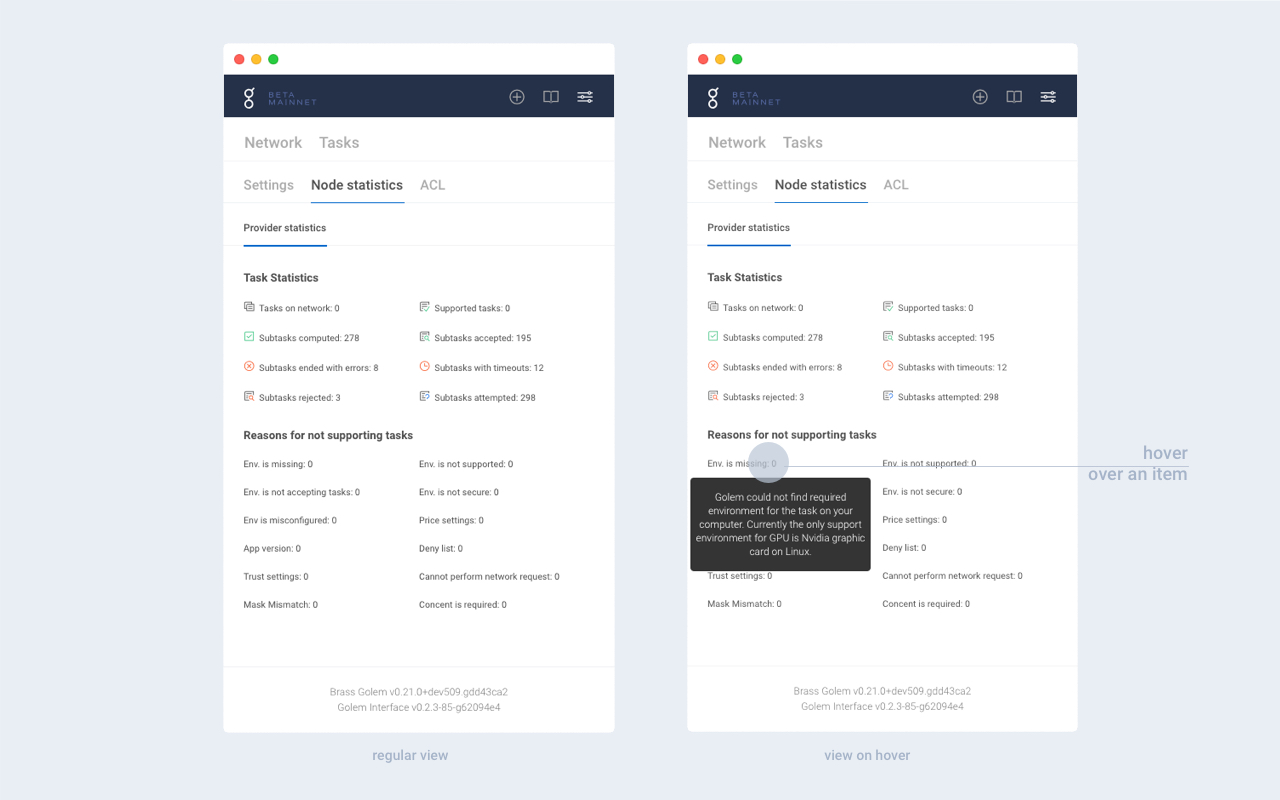 BETA
MAINNET
Network Tasks
Settings Node statistics ACL
Provider statistics
Task Statistics
Tasks on network: 0 Supported tasks: 0
Subtasks computed: 278 Subtasks accepted: 195
Subtasks ended with errors: 8 Subtasks with timeouts: 12
Subtasks rejected: 3 Subtasks attempted: 298
Reasons for not supporting tasks
Env. is missing: 0 Env. is not supported: 0
Env. is not accepting tasks: 0 Env. is not secure: 0
Env is misconfigured: 0 Price settings: 0
App version: 0 Deny list: 0
Trust settings: 0 Cannot perform network request: 0
Mask Mismatch: 0 Concent is required: 0
Brass Golem v0.21.0+dev509.gdd43ca2
Golem Interface v0.2.3-85-g62094e4
regular view
BETA
MAINNET
Network Tasks
Settings Node statistics ACL
Provider statistics
Task Statistics
Tasks on network: 0 Supported tasks: 0
Subtasks computed: 278 Subtasks accepted: 195
Subtasks ended with errors: 8 Subtasks with timeouts: 12
Subtasks rejected: 3 Subtasks attempted: 298
Reasons for not supporting tasks
Env. is missing: 0 Env. is not supported: 0
hover
over an item
Golem could not find required
environment for the task on your
computer. Currently the only support
environment for GPU is Nvidia graphic
card on Linux.
Env. is not secure: 0
Price settings: 0
Deny list: 0
Trust settings: 0 Cannot perform network request: 0
Mask Mismatch: 0 Concent is required: 0
Brass Golem v0.21.0+dev509.gdd43ca2
Golem Interface v0.2.3-85-g62094e4
view on hover